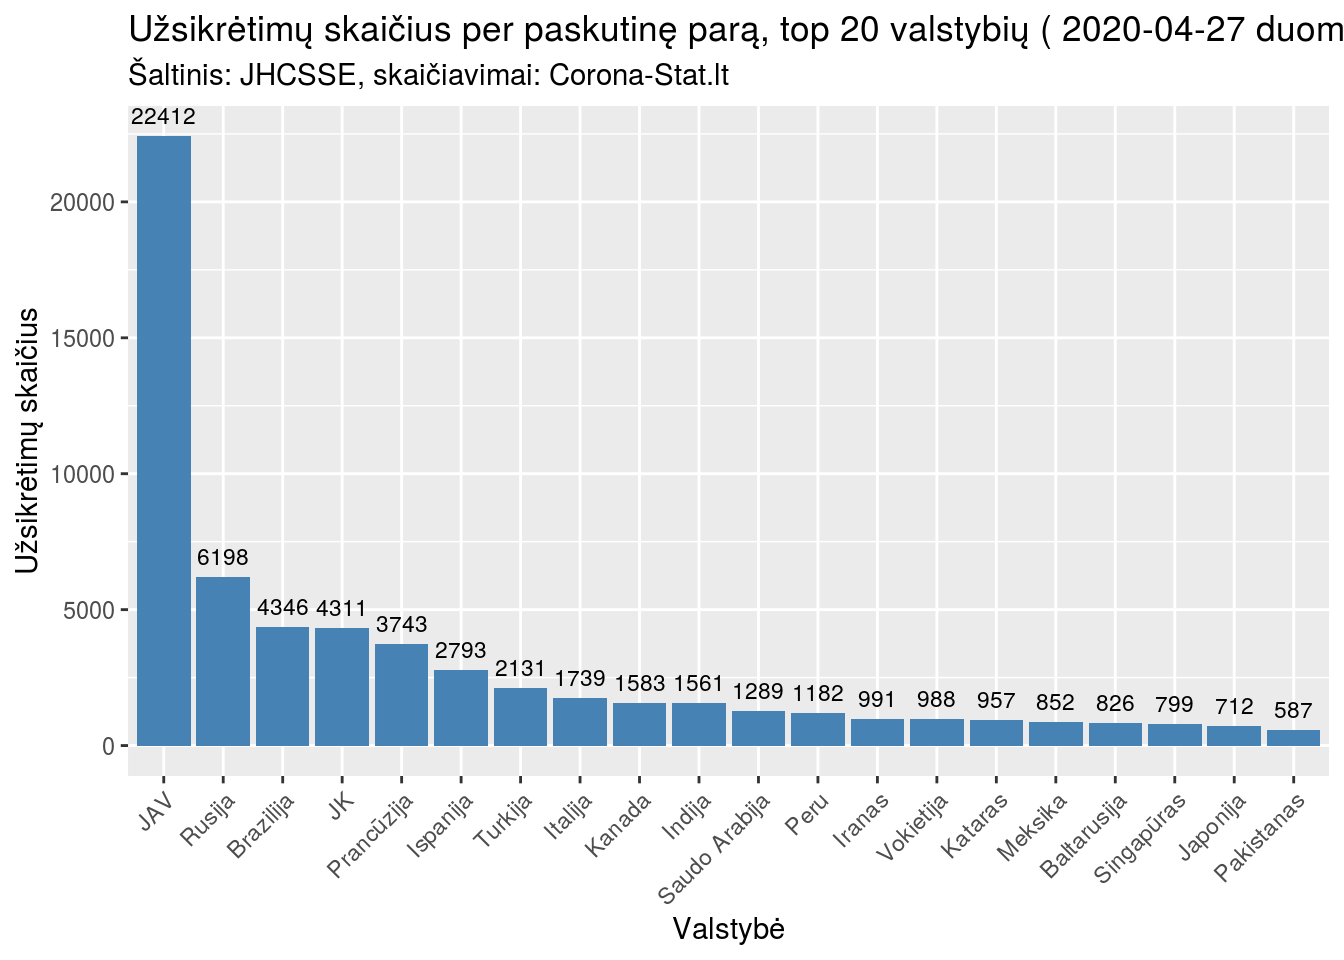 Užsikrėtimų skaičius per paskutinę parą, top 20 valstybių ( 2020-04-27 duom
Šaltinis: JHCSSE, skaičiavimai: Corona-Stat.lt
Užsikrėtimų skaičius
20000
15000
10000
5000
0
22412
6198
4346
4311
3743
2793
2131
1739
1583
1561
1289
1182
991
988
957
852
826
799
712
587
JAV
Rusija
Brazilija
JK
Prancūzija
Ispanija
Turkija
Italija
Kanada
Indija
Saudo Arabija
Peru
Iranas
Vokietija
Kataras
Meksika
Baltarusija
Singapūras
Japonija
Pakistanas
Valstybė